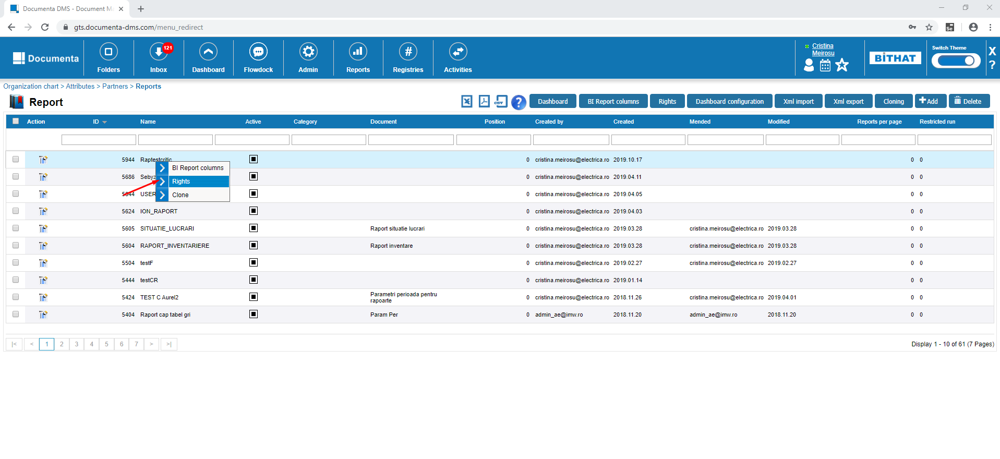 Documenta DMS - Document Ma
gts.documenta-dms.com/menu_redirect
Se
Documenta
Folders
121
Inbox
Dashboard
Flowdock
Admin
Reports
#
Registries
Activities
Cristina
Meirosu
BITHAT
Switch Theme
X
?
Organization chart > Attributes > Partners > Reports
Report
CSV
?
Dashboard
BI Report columns
Rights
Dashboard configuration
Xml import
Xml export
Cloning
Add
Delete
Action ID Name Active Category Document Position Created by Created Mended Modified Reports per page Restricted run
5944 Raptestcritic 0 cristina.meirosu@electrica.ro 2019.10.17 0 0
BI Report columns
Rights
Clone
5686 Sebyz 0 cristina.meirosu@electrica.ro 2019.04.11 0 0
5644 USER 0 cristina.meirosu@electrica.ro 2019.04.05 0 0
5624 ION_RAPORT 0 cristina.meirosu@electrica.ro 2019.04.03 0 0
5605 SITUATIE_LUCRARI Raport situatie lucrari 0 cristina.meirosu@electrica.ro 2019.03.28 cristina.meirosu@electrica.ro 2019.03.28 0 0
5604 RAPORT_INVENTARIERE Raport inventare 0 cristina.meirosu@electrica.ro 2019.03.28 cristina.meirosu@electrica.ro 2019.03.28 0 0
5504 testF 0 cristina.meirosu@electrica.ro 2019.02.27 cristina.meirosu@electrica.ro 2019.02.27 0 0
5444 testCR 0 cristina.meirosu@electrica.ro 2019.01.14 0 0
5424 TEST C Aurel2 Parametri perioada pentru rapoarte 0 cristina.meirosu@electrica.ro 2018.11.26 cristina.meirosu@electrica.ro 2019.04.01 0 0
5404 Raport cap tabel gri Param Per 0 admin_ae@imw.ro 2018.11.20 admin_ae@imw.ro 2018.11.20 0 0
|< < 1 2 3 4 5 6 7 > >|
Display 1 - 10 of 61 (7 Pages)